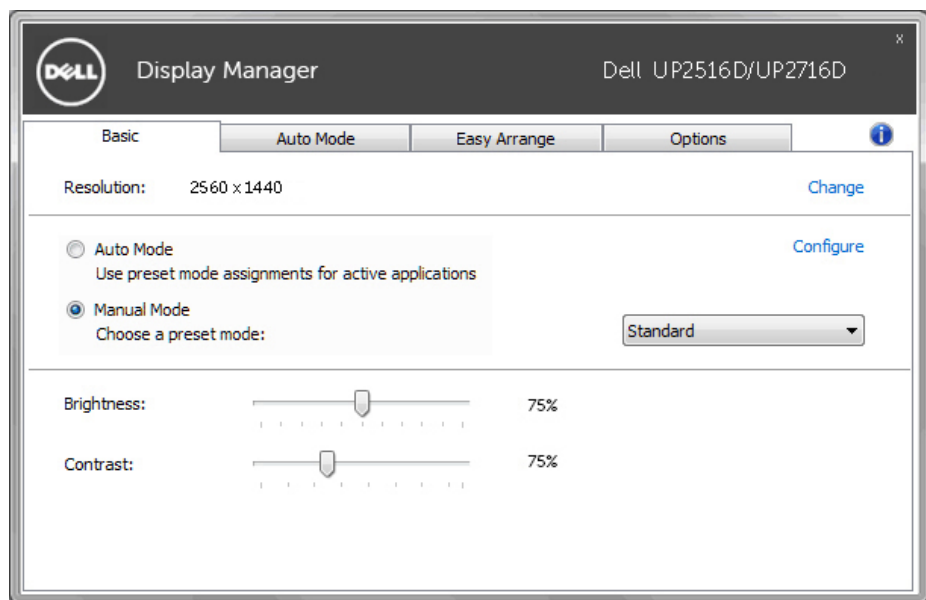 DELL
Display Manager
Dell UP2516D/UP2716D
x
Basic
Auto Mode
Easy Arrange
Options
i
Resolution: 2560 x 1440
Change
Auto Mode
Configure
Use preset mode assignments for active applications
Manual Mode
Choose a preset mode:
Standard
Brightness: 75%
Contrast: 75%